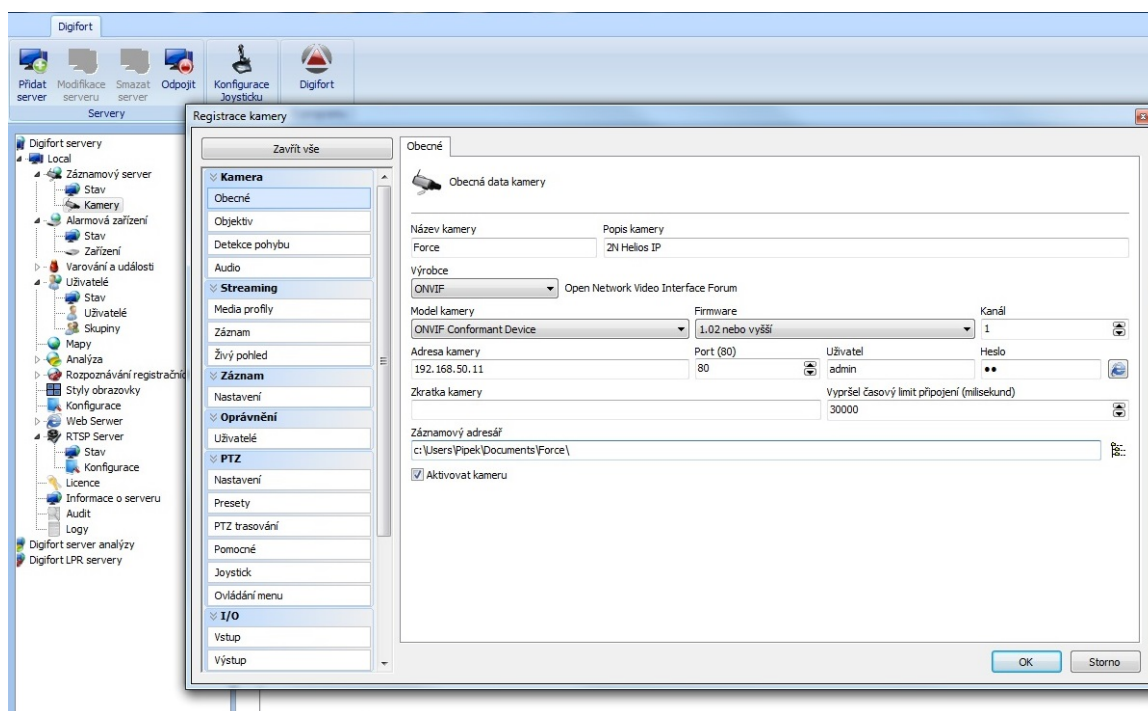 Digifort
Přidat server
Modifikace serveru
Smazat server
Odpojit
Konfigurace Joysticku
Digifort
Servery
Digifort servery
Local
Záznamový server
Stav
Kamery
Alarmová zařízení
Stav
Zařízení
Varování a události
Uživatelé
Stav
Uživatelé
Skupiny
Mapy
Analýza
Rozpoznávání registračníc
Styly obrazovky
Konfigurace
Web Serwer
RTSP Server
Stav
Konfigurace
Licence
Informace o serveru
Audit
Logy
Digifort server analýzy
Digifort LPR servery
Registrace kamery
Zavřít vše
Kamera
Obecné
Objektiv
Detekce pohybu
Audio
Streaming
Media profily
Záznam
Živý pohled
Záznam
Nastavení
Oprávnění
Uživatelé
PTZ
Nastavení
Presety
PTZ trasování
Pomocné
Joystick
Ovládání menu
I/O
Vstup
Výstup
Obecné
Obecná data kamery
Název kamery Popis kamery
Force 2N Helios IP
Výrobce
ONVIF Open Network Video Interface Forum
Model kamery Firmware Kanál
ONVIF Conformant Device 1.02 nebo vyšší 1
Adresa kamery Port (80) Uživatel Heslo
192.168.50.11 80 admin ••
Zkratka kamery Vypršel časový limit připojení (milisekund)
30000
Záznamový adresář
c:\Users\Pipek\Documents\Force\
Aktivovat kameru
OK Storno